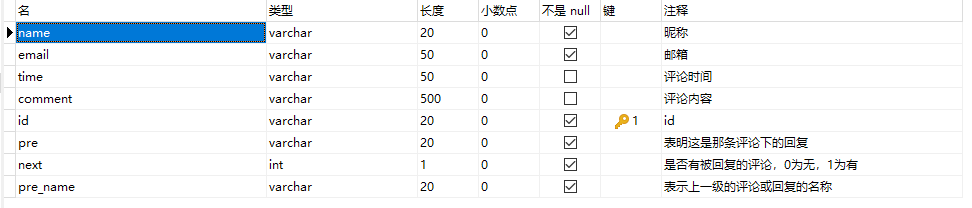 名 类型 长度 小数点 不是 null 键 注释
name varchar 20 0 昵称
email varchar 50 0 邮箱
time varchar 50 0 评论时间
comment varchar 500 0 评论内容
id varchar 20 0 1 id
pre varchar 20 0 表明这是那条评论下的回复
next int 1 0 是否有被回复的评论，0为无，1为有
pre_name varchar 20 0 表示上一级的评论或回复的名称